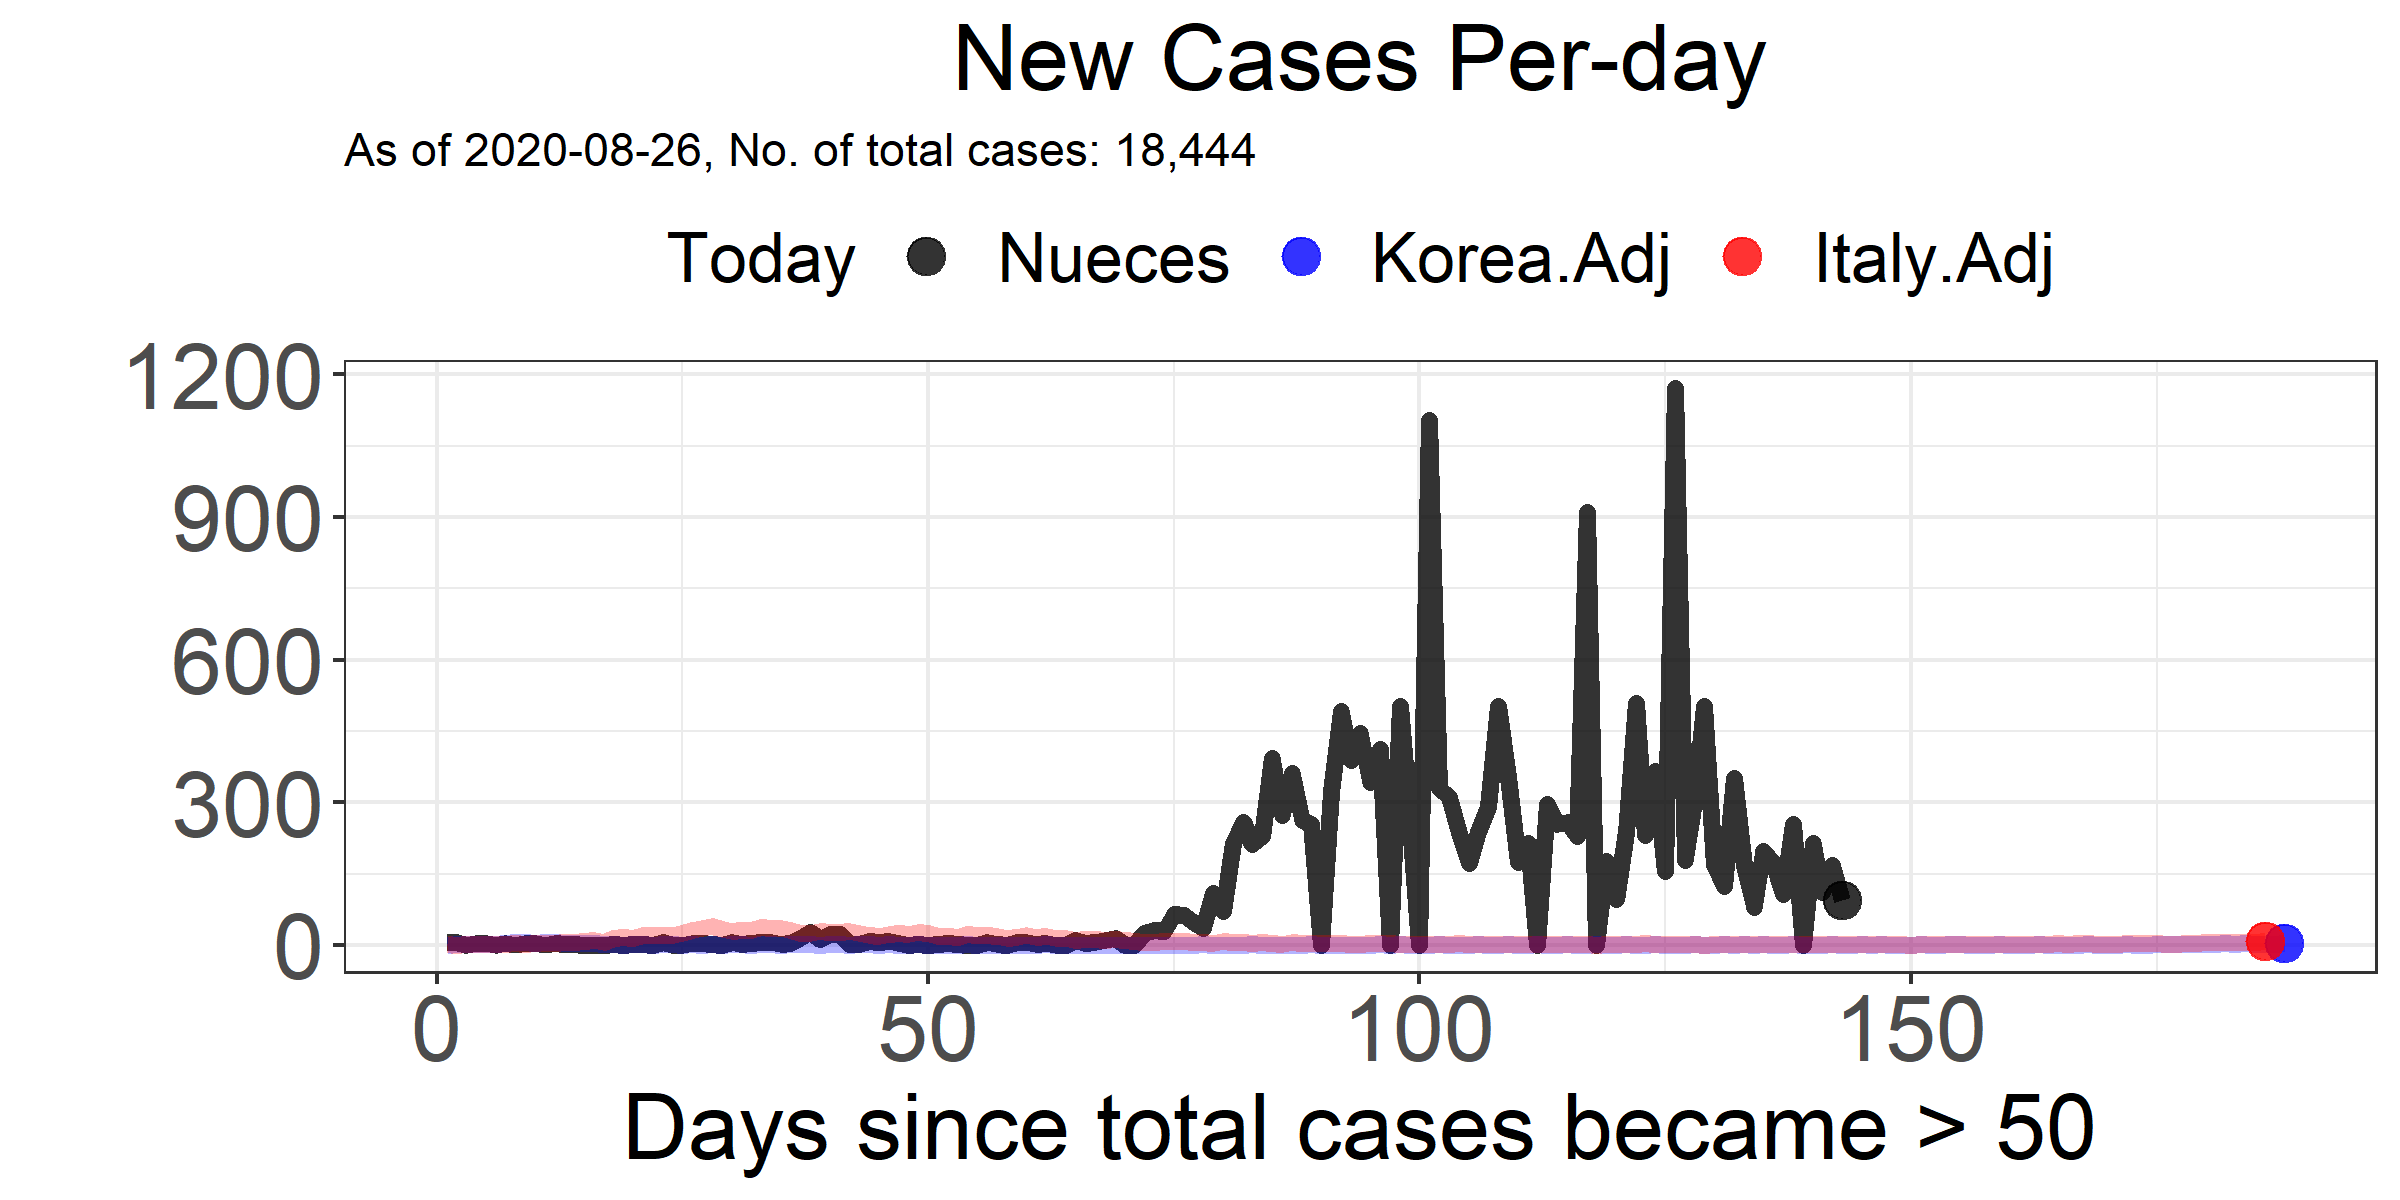 New Cases Per-day
As of 2020-08-26, No. of total cases: 18,444
Today Nueces Korea.Adj Italy.Adj
1200
900
600
300
0
0 50 100 150
Days since total cases became > 50